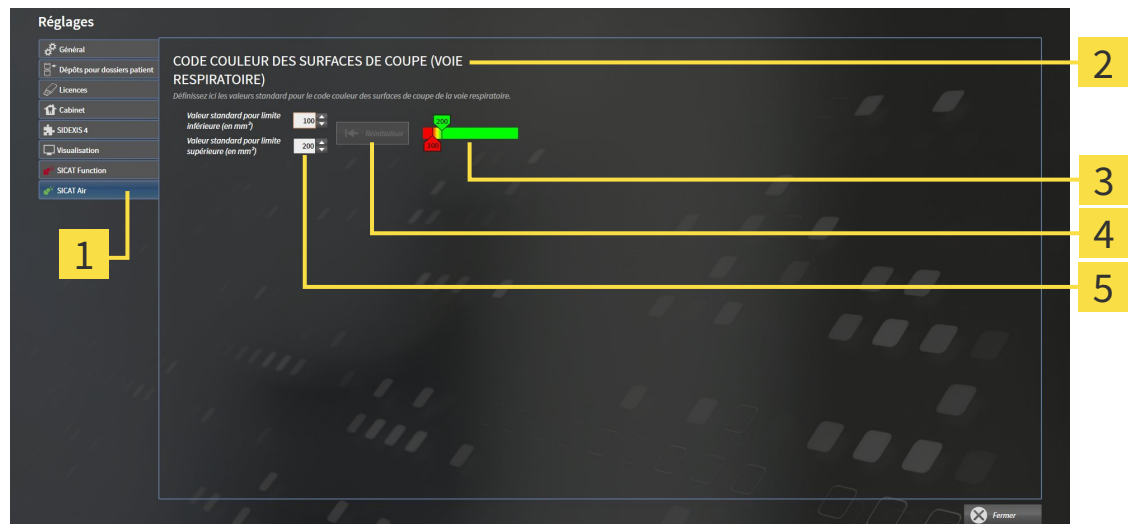 Réglages
Général
Dépôts pour dossiers patient
Licences
Cabinet
SIDEXIS 4
Visualisation
SICAT Function
SICAT Air
CODE COULEUR DES SURFACES DE COUPE (VOIE
RESPIRATOIRE)
Définissez ici les valeurs standard pour le code couleur des surfaces de coupe de la voie respiratoire.
Valeur standard pour limite
inférieure (en mm²)
100
Valeur standard pour limite
supérieure (en mm²)
200
Réinitialiser
200
100
Fermer
1
2
3
4
5